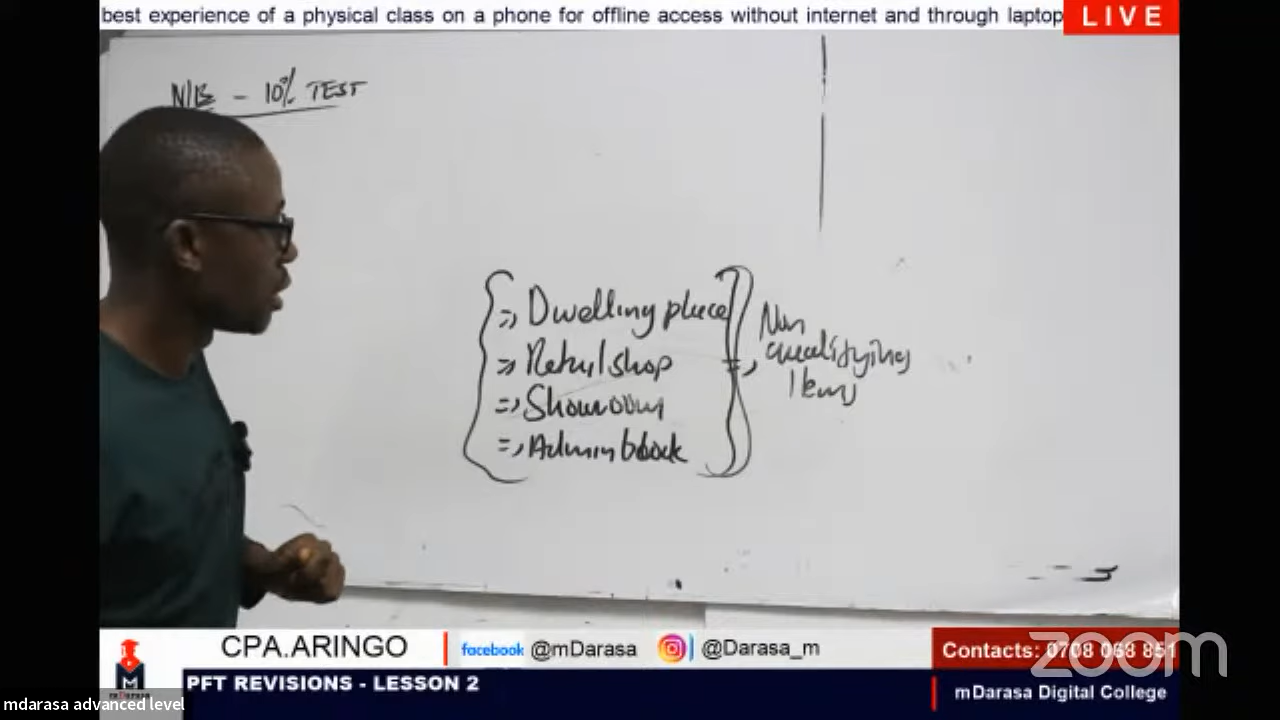 best experience of a physical class on a phone for offline access without internet and through laptop
LIVE
N/B - 10% TEST
=> Dwelling place
=> Retail shop
=> Showroom
=> Admin block
=> Non
qualifying
Items
CPA.ARINGO
facebook @mDarasa
@Darasa_m
Contacts: 0708 068 851
zoom
PFT REVISIONS - LESSON 2
mDarasa Digital College
mDarasa
mdarasa advanced level